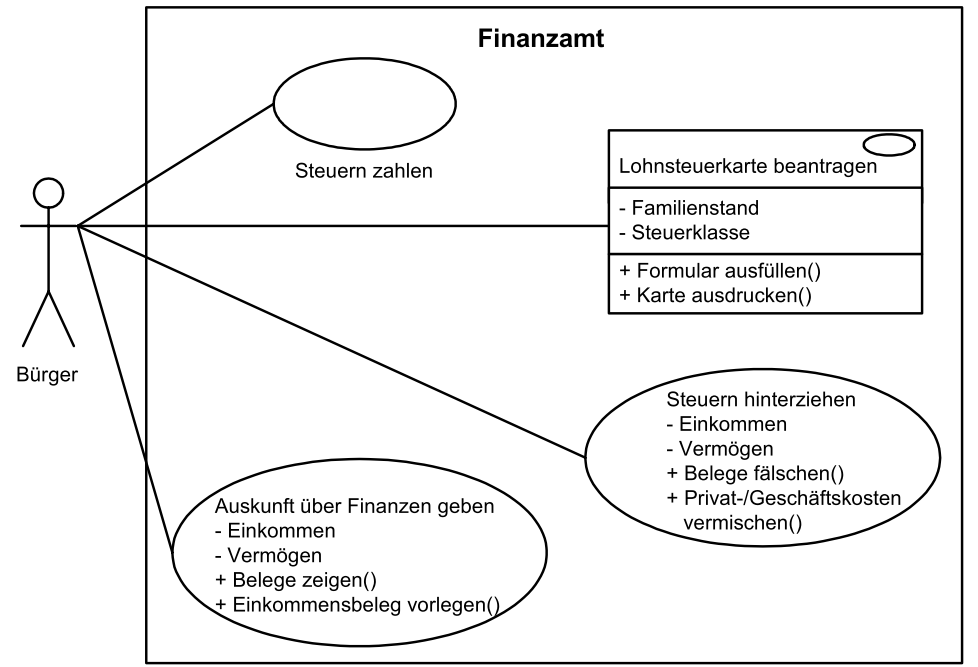 Finanzamt
Steuern zahlen
Lohnsteuerkarte beantragen
- Familienstand
- Steuerklasse
+ Formular ausfüllen()
+ Karte ausdrucken()
Bürger
Steuern hinterziehen
- Einkommen
- Vermögen
+ Belege fälschen()
+ Privat-/Geschäftskosten
vermischen()
Auskunft über Finanzen geben
- Einkommen
- Vermögen
+ Belege zeigen()
+ Einkommensbeleg vorlegen()